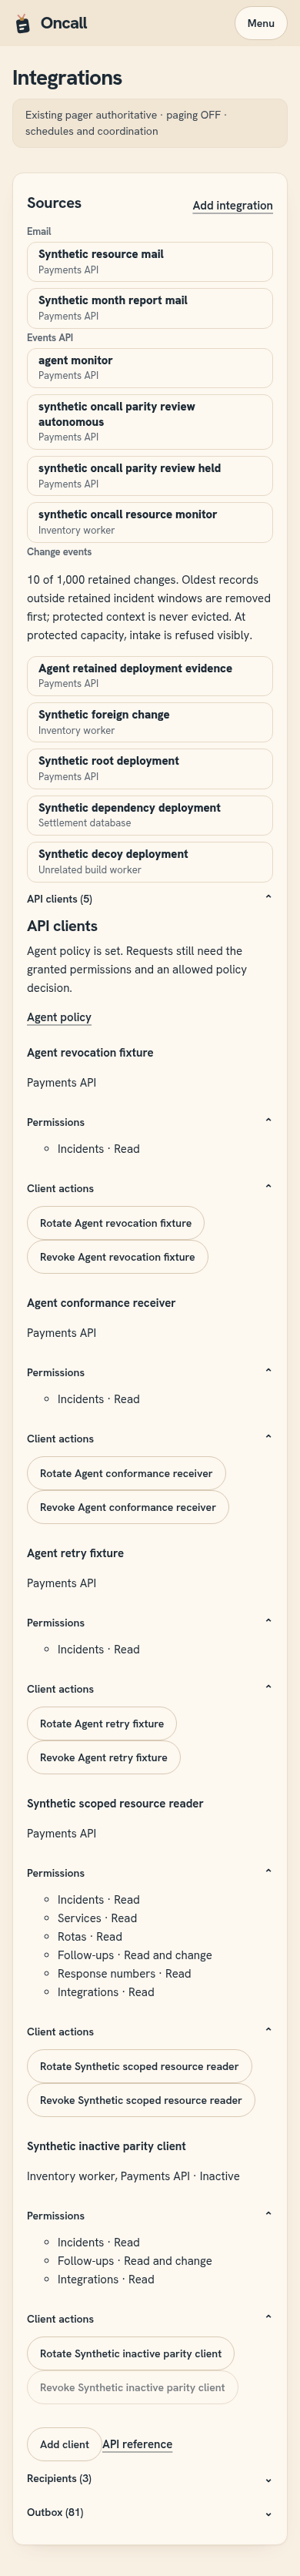 Oncall
Menu
Integrations
Existing pager authoritative · paging OFF ·
schedules and coordination
Sources
Add integration
Email
Synthetic resource mail
Payments API
Synthetic month report mail
Payments API
Events API
agent monitor
Payments API
synthetic oncall parity review
autonomous
Payments API
synthetic oncall parity review held
Payments API
synthetic oncall resource monitor
Inventory worker
Change events
10 of 1,000 retained changes. Oldest records
outside retained incident windows are removed
first; protected context is never evicted. At
protected capacity, intake is refused visibly.
Agent retained deployment evidence
Payments API
Synthetic foreign change
Inventory worker
Synthetic root deployment
Payments API
Synthetic dependency deployment
Settlement database
Synthetic decoy deployment
Unrelated build worker
API clients (5)
API clients
Agent policy is set. Requests still need the
granted permissions and an allowed policy
decision.
Agent policy
Agent revocation fixture
Payments API
Permissions
Incidents · Read
Client actions
Rotate Agent revocation fixture
Revoke Agent revocation fixture
Agent conformance receiver
Payments API
Permissions
Incidents · Read
Client actions
Rotate Agent conformance receiver
Revoke Agent conformance receiver
Agent retry fixture
Payments API
Permissions
Incidents · Read
Client actions
Rotate Agent retry fixture
Revoke Agent retry fixture
Synthetic scoped resource reader
Payments API
Permissions
Incidents · Read
Services · Read
Rotas · Read
Follow-ups · Read and change
Response numbers · Read
Integrations · Read
Client actions
Rotate Synthetic scoped resource reader
Revoke Synthetic scoped resource reader
Synthetic inactive parity client
Inventory worker, Payments API · Inactive
Permissions
Incidents · Read
Follow-ups · Read and change
Integrations · Read
Client actions
Rotate Synthetic inactive parity client
Revoke Synthetic inactive parity client
Add client
API reference
Recipients (3)
Outbox (81)